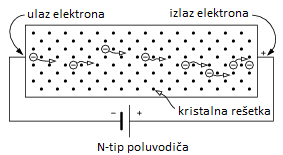 ulaz elektrona
izlaz elektrona
+
kristalna rešetka
− +
N-tip poluvodiča